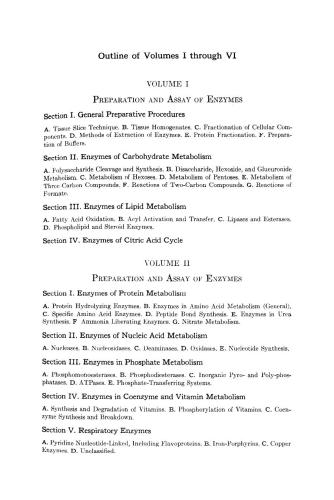 Outline of Volumes I through VI
VOLUME I
PREPARATION AND ASSAY OF ENZYMES
Section I. General Preparative Procedures
A. Tissue Slice Technique. B. Tissue Homogenates. C. Fractionation of Cellular Com-
ponents. D. Methods of Extraction of Enzymes. E. Protein Fractionation. F. Prepara-
tion of Buffers.
Section II. Enzymes of Carbohydrate Metabolism
A. Polysaccharide Cleavage and Synthesis. B. Disaccharide, Hexoside, and Glucuronide
Metabolism. C. Metabolism of Hexoses. D. Metabolism of Pentoses. E. Metabolism of
Three Carbon Compounds. F. Reactions of Two-Carbon Compounds. G. Reactions of
Formate.
Section III. Enzymes of Lipid Metabolism
A. Fatty Acid Oxidation. B. Acyl Activation and Transfer. C. Lipases and Esterases.
D. Phospholipid and Steroid Enzymes.
Section IV. Enzymes of Citric Acid Cycle
VOLUME II
PREPARATION AND ASSAY OF ENZYMES
Section I. Enzymes of Protein Metabolism
A. Protein Hydrolyzing Enzymes. B. Enzymes in Amino Acid Metabolism (General).
C. Specific Amino Acid Enzymes. D. Peptide Bond Synthesis. E. Enzymes in Urea
Synthesis. F Ammonia Liberating Enzymes. G. Nitrate Metabolism.
Section II. Enzymes of Nucleic Acid Metabolism
A. Nucleases. B. Nucleosidases. C. Deaminases. D. Oxidases. E. Nucleotide Synthesis.
Section III. Enzymes in Phosphate Metabolism
A. Phosphomonoesterases. B. Phosphodiesterases. C. Inorganic Pyro- and Poly-phos-
phatases. D. ATPases. E. Phosphate-Transferring Systems.
Section IV. Enzymes in Coenzyme and Vitamin Metabolism
A. Synthesis and Degradation of Vitamins. B. Phosphorylation of Vitamins. C. Coen-
zyme Synthesis and Breakdown.
Section V. Respiratory Enzymes
A. Pyridine Nucleotide-Linked, Including Flavoproteins. B. Iron-Porphyrins. C. Copper
Enzymes. D. Unclassified.